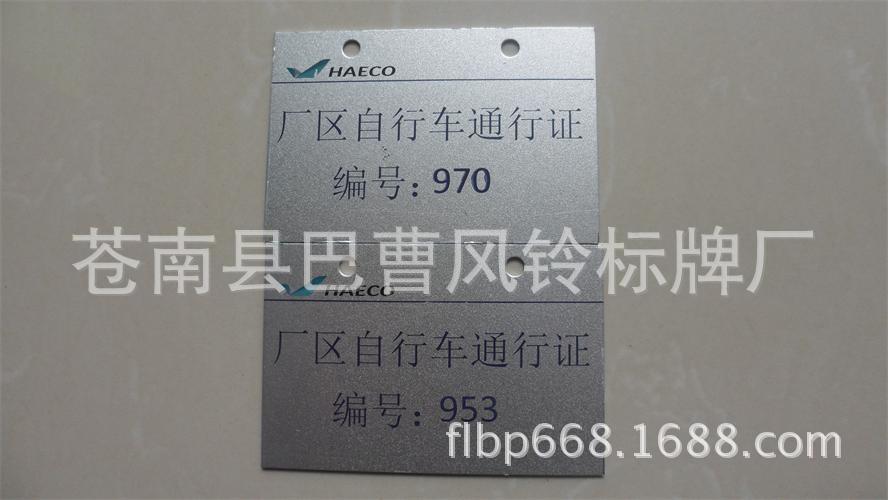 HAECO
厂区自行车通行证
编号:970
苍南县巴曹风铃标牌厂
HAECO
厂区自行车通行证
编号:953
flbp668.1688.com